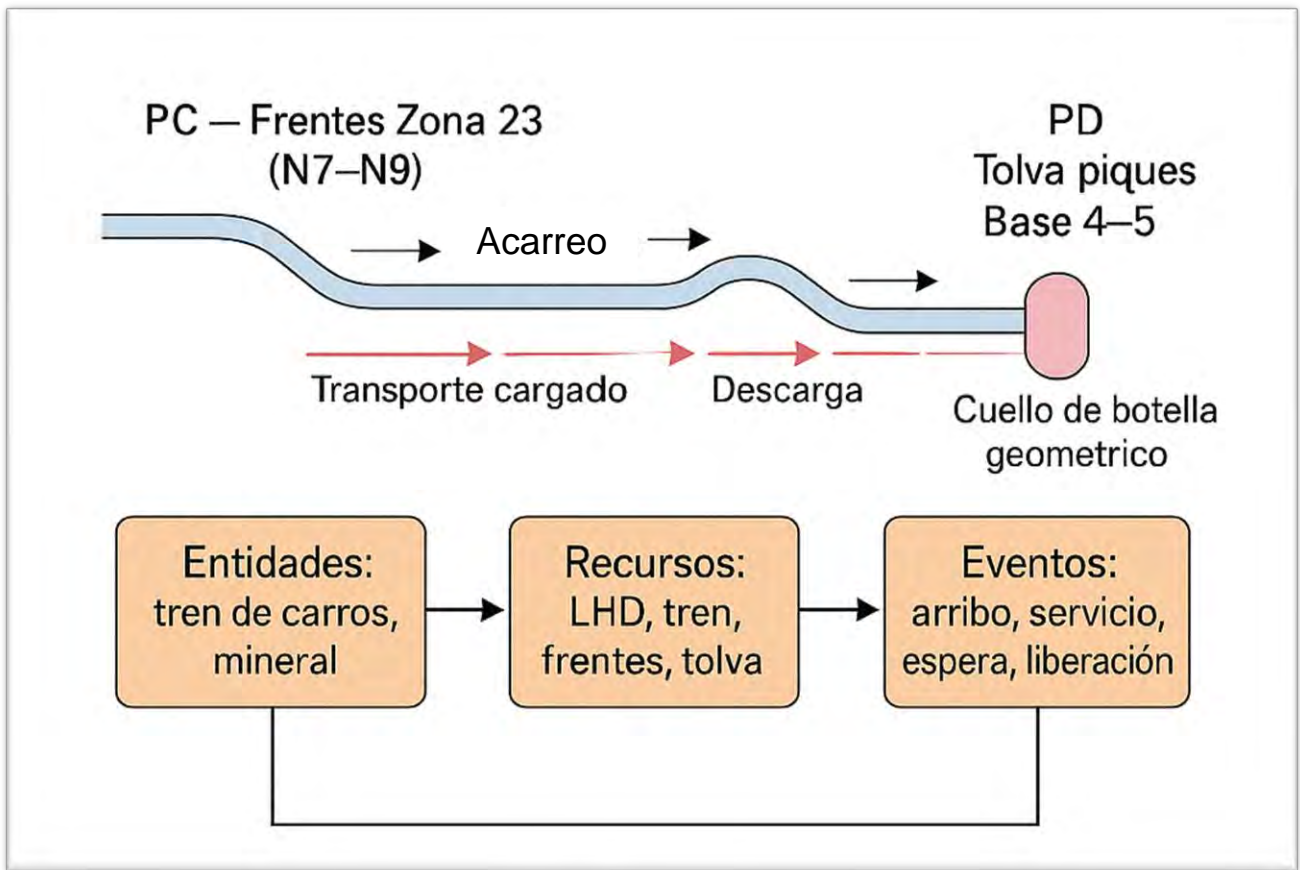 PC — Frentes Zona 23
(N7–N9)
PD
Tolva piques
Base 4–5
Acarreo
Transporte cargado
Descarga
Cuello de botella
geometrico
Entidades:
tren de carros,
mineral
Recursos:
LHD, tren,
frentes, tolva
Eventos:
arribo, servicio,
espera, liberación